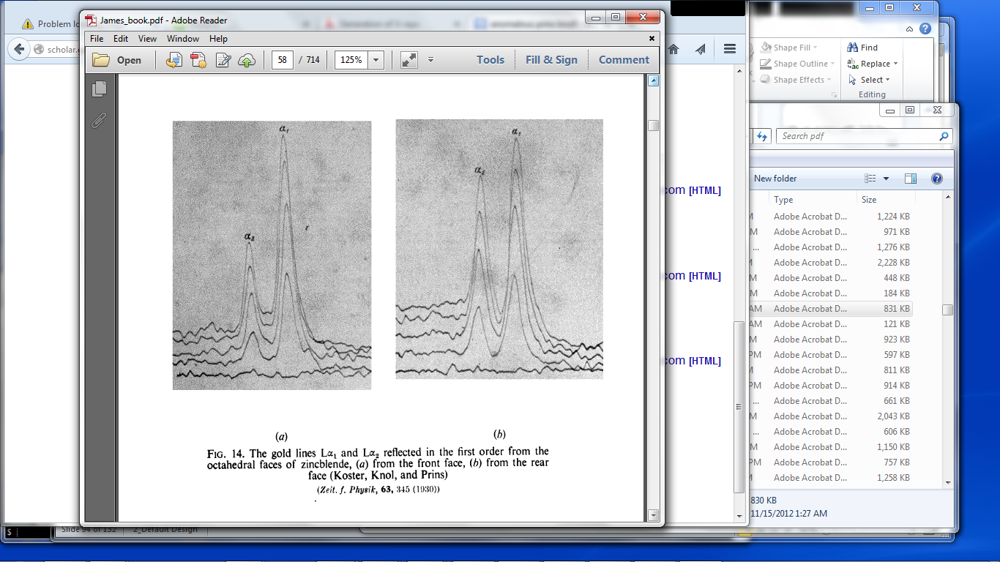 James_book.pdf - Adobe Reader
File Edit View Window Help
Open 58 / 714 125% Tools Fill & Sign Comment
α₁
α₂
α₁
α₂
(a)
(b)
FIG. 14. The gold lines Lα₁ and Lα₂ reflected in the first order from the
octahedral faces of zincblende, (a) from the front face, (b) from the rear
face (Koster, Knol, and Prins)
(Zeit. f. Physik, 63, 345 (1930))
Problem
scholar.
.com [HTML]
.com [HTML]
.com [HTML]
Shape Fill
Shape Outline
Shape Effects
Find
Replace
Select
Editing
Search pdf
New folder
Type Size
M Adobe Acrobat D... 1,224 KB
M Adobe Acrobat D... 971 KB
... Adobe Acrobat D... 1,276 KB
M Adobe Acrobat D... 2,228 KB
PM Adobe Acrobat D... 448 KB
M Adobe Acrobat D... 184 KB
AM Adobe Acrobat D... 831 KB
AM Adobe Acrobat D... 121 KB
M Adobe Acrobat D... 923 KB
PM Adobe Acrobat D... 597 KB
M Adobe Acrobat D... 811 KB
PM Adobe Acrobat D... 914 KB
... Adobe Acrobat D... 661 KB
M Adobe Acrobat D... 2,043 KB
... Adobe Acrobat D... 606 KB
M Adobe Acrobat D... 1,150 KB
PM Adobe Acrobat D... 757 KB
M Adobe Acrobat D... 1,258 KB
830 KB
11/15/2012 1:27 AM
$
Slide 94 of 152 2_Default Design